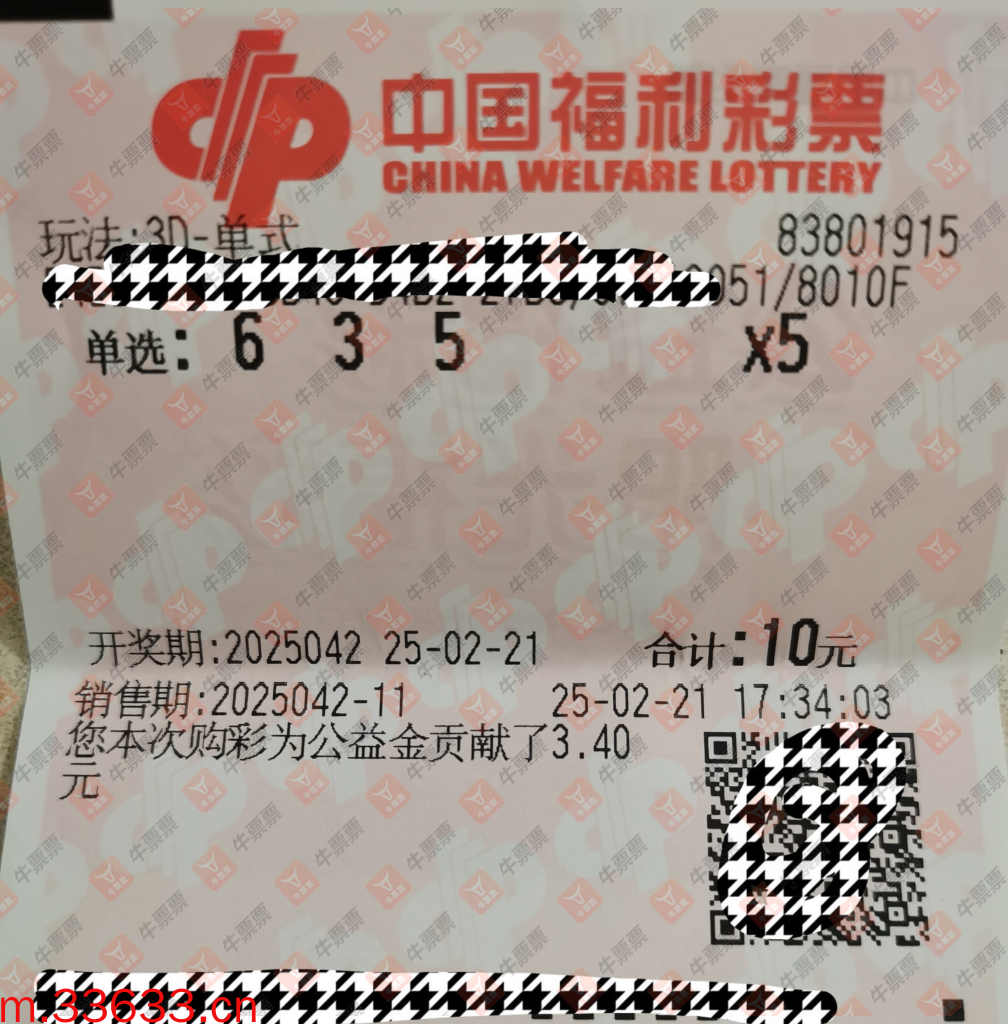 中国福利彩票
CHINA WELFARE LOTTERY
玩法:3D-单式 83801915
051/8010F
单选: 6 3 5 x5
开奖期:2025042 25-02-21 合计:10元
销售期:2025042-11 25-02-21 17:34:03
您本次购彩为公益金贡献了3.40
元
m.33633.cn
牛票票